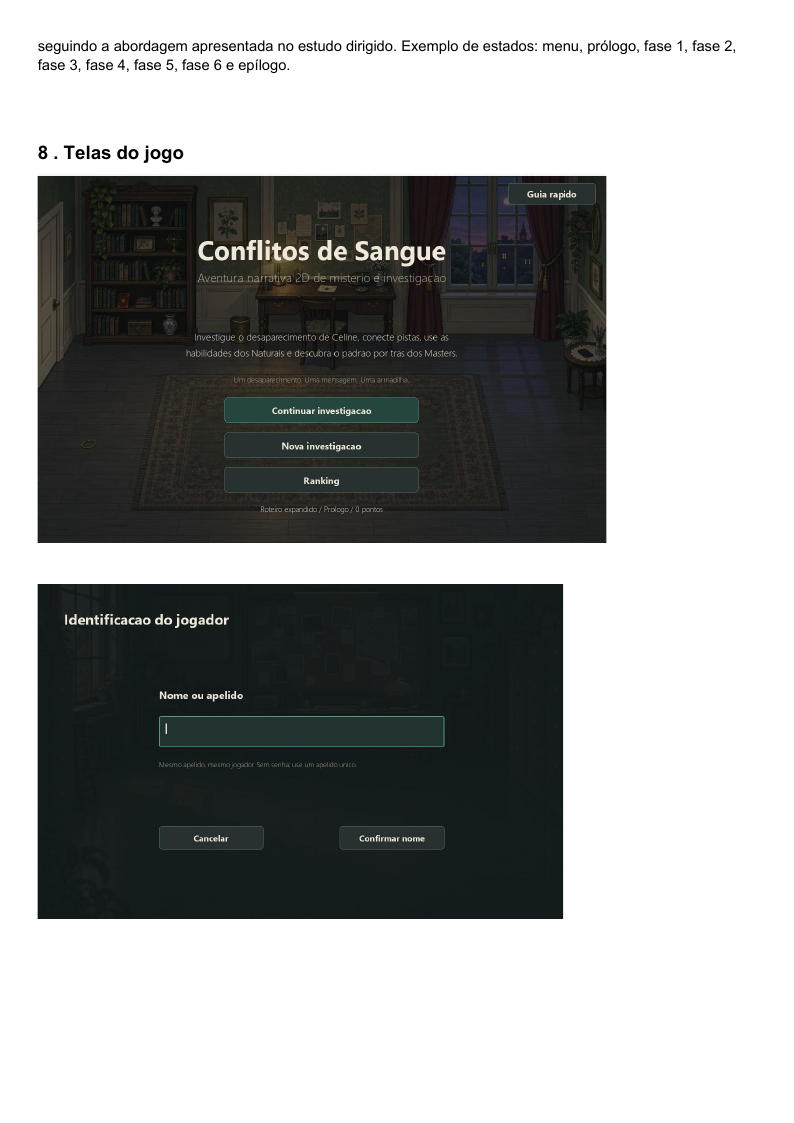 seguindo a abordagem apresentada no estudo dirigido. Exemplo de estados: menu, prólogo, fase 1, fase 2,
fase 3, fase 4, fase 5, fase 6 e epílogo.
8 . Telas do jogo
Guia rapido
Conflitos de Sangue
Aventura narrativa 2D de misterio e investigacao
Investigue o desaparecimento de Celine, conecte pistas, use as
habilidades dos Naturais e descubra o padrao por tras dos Masters.
Um desaparecimento. Uma mensagem. Uma armadilha.
Continuar investigacao
Nova investigacao
Ranking
Roteiro expandido / Prologo / 0 pontos
Identificacao do jogador
Nome ou apelido
Mesmo apelido, mesmo jogador. Sem senha; use um apelido unico.
Cancelar
Confirmar nome